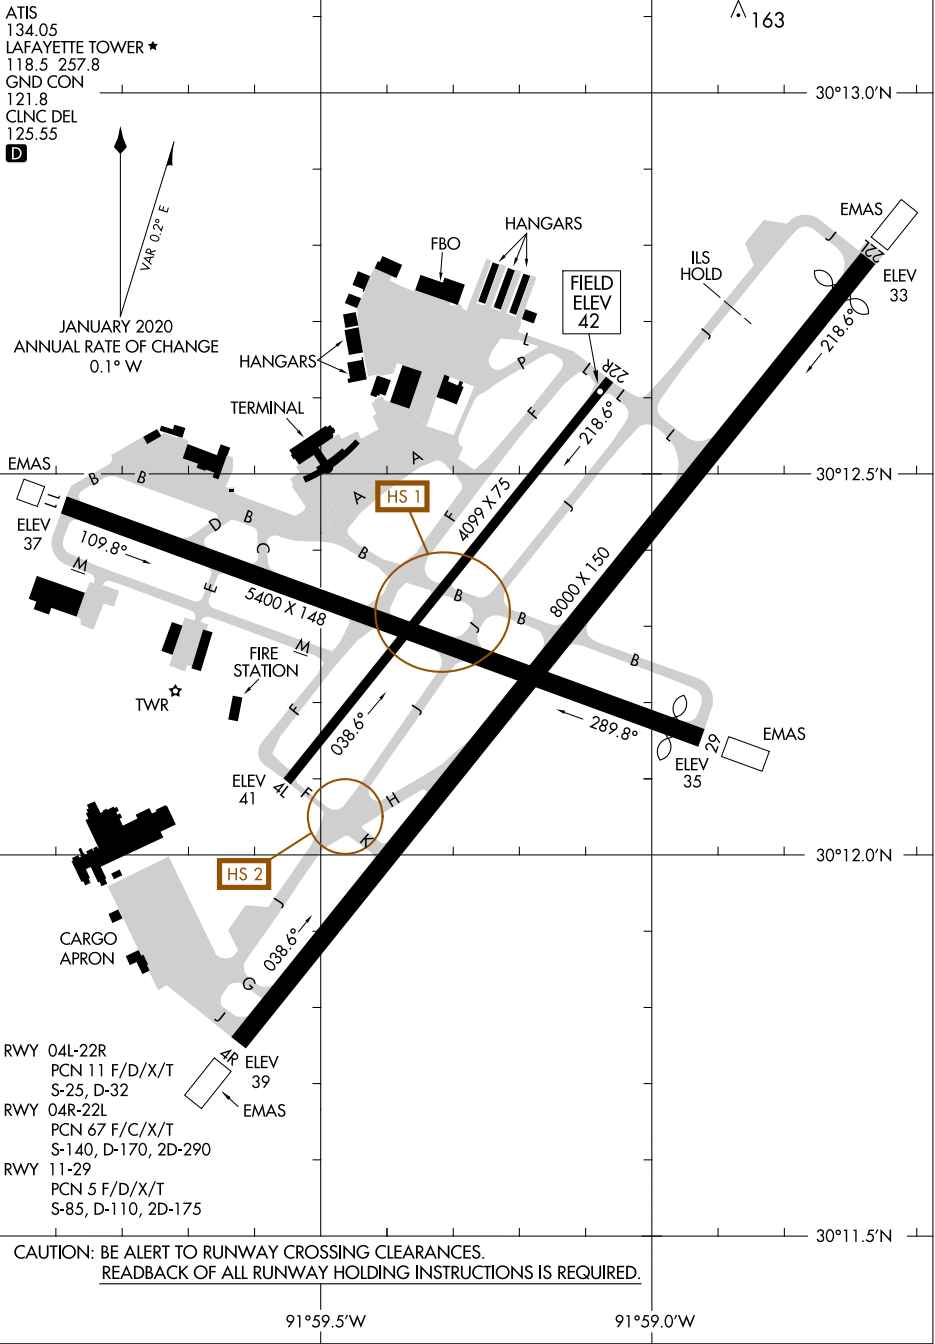 ATIS
134.05
LAFAYETTE TOWER ★
118.5 257.8
GND CON
121.8
CLNC DEL
125.55
D
163
30°13.0'N
VAR 0.2° E
JANUARY 2020
ANNUAL RATE OF CHANGE
0.1° W
EMAS
J
22L
ELEV
33
218.6°
ILS
HOLD
J
HANGARS
FBO
FIELD
ELEV
42
HANGARS
L
P
L
22R
L
F
218.6°
L
TERMINAL
A
A
30°12.5'N
EMAS
11
ELEV
37
B
B
D
B
C
B
HS 1
F
4099 X 75
J
8000 X 150
109.8°
M
E
5400 X 148
B
J
B
B
M
FIRE
STATION
TWR
F
038.6°
J
289.8°
29
EMAS
ELEV
35
ELEV
41
4L
F
H
K
HS 2
30°12.0'N
J
038.6°
CARGO
APRON
G
J
4R
ELEV
39
EMAS
RWY 04L-22R
PCN 11 F/D/X/T
S-25, D-32
RWY 04R-22L
PCN 67 F/C/X/T
S-140, D-170, 2D-290
RWY 11-29
PCN 5 F/D/X/T
S-85, D-110, 2D-175
30°11.5'N
CAUTION: BE ALERT TO RUNWAY CROSSING CLEARANCES.
READBACK OF ALL RUNWAY HOLDING INSTRUCTIONS IS REQUIRED.
91°59.5'W
91°59.0'W